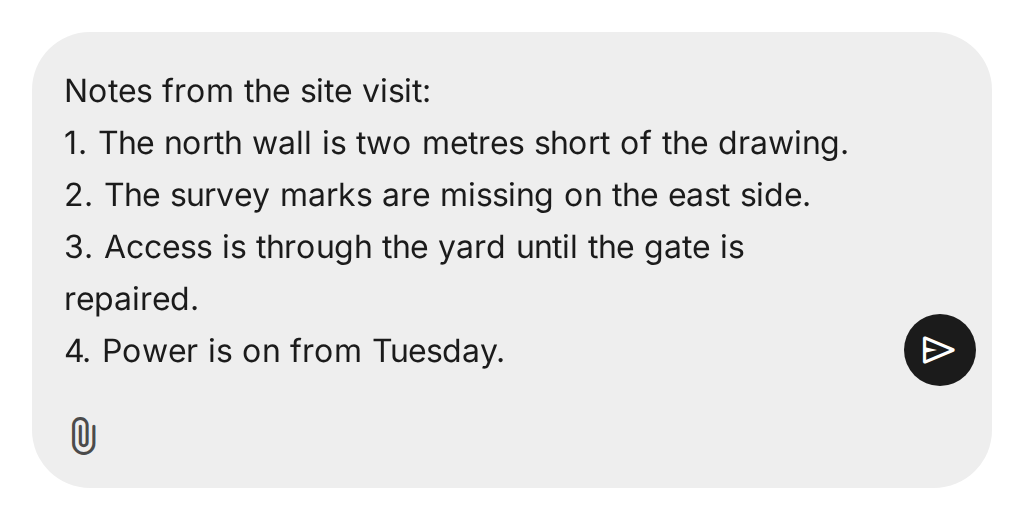 Notes from the site visit:
1. The north wall is two metres short of the drawing.
2. The survey marks are missing on the east side.
3. Access is through the yard until the gate is
repaired.
4. Power is on from Tuesday.